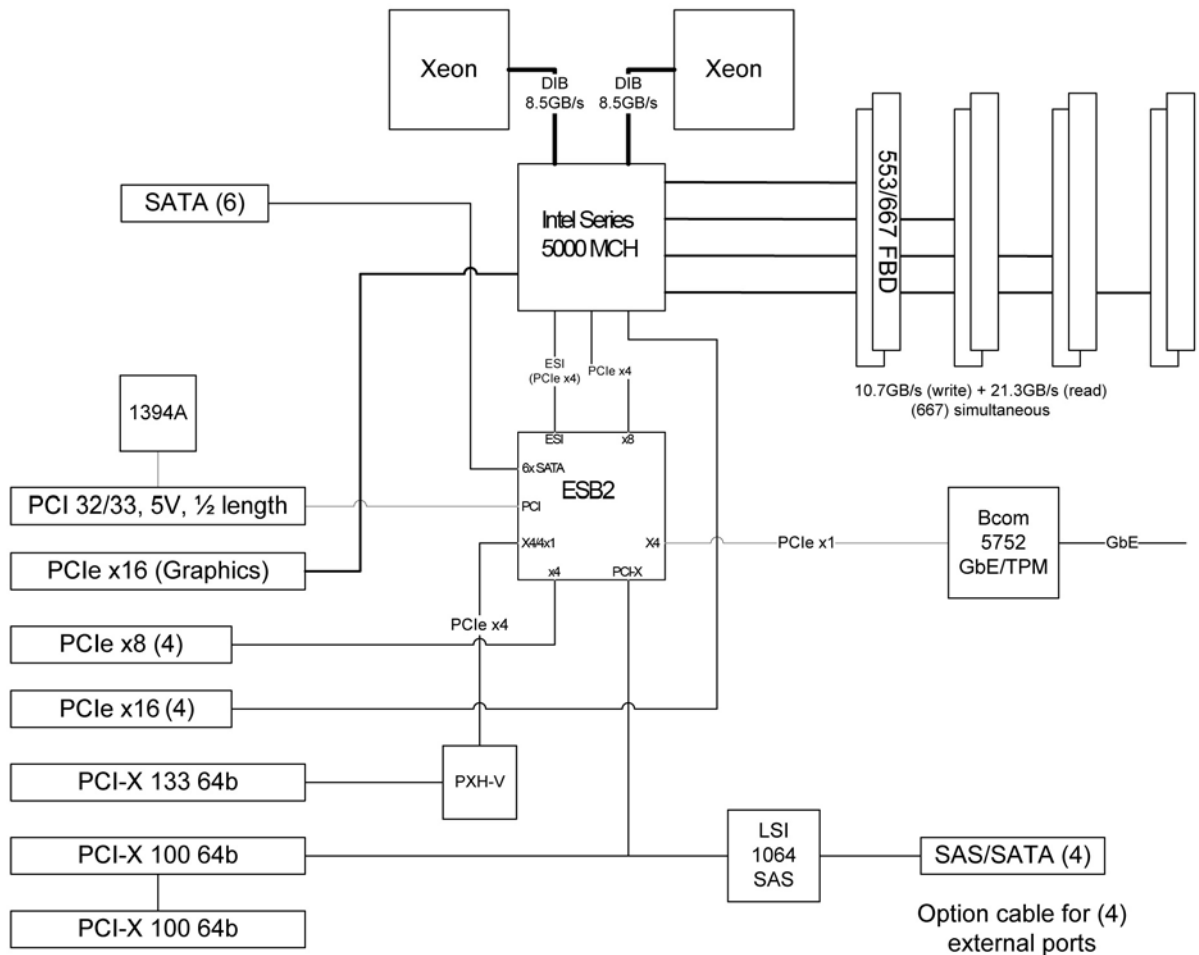 Xeon
Xeon
DIB
8.5GB/s
DIB
8.5GB/s
SATA (6)
Intel Series
5000 MCH
553/667 FBD
ESI
(PCIe x4)
PCIe x4
10.7GB/s (write) + 21.3GB/s (read)
(667) simultaneous
1394A
ESI
x8
6xSATA
ESB2
PCI 32/33, 5V, ½ length
PCI
X4/4x1
X4
PCIe x1
Bcom
5752
GbE/TPM
GbE
PCIe x16 (Graphics)
x4
PCI-X
PCIe x4
PCIe x8 (4)
PCIe x16 (4)
PCI-X 133 64b
PXH-V
PCI-X 100 64b
LSI
1064
SAS
SAS/SATA (4)
PCI-X 100 64b
Option cable for (4)
external ports